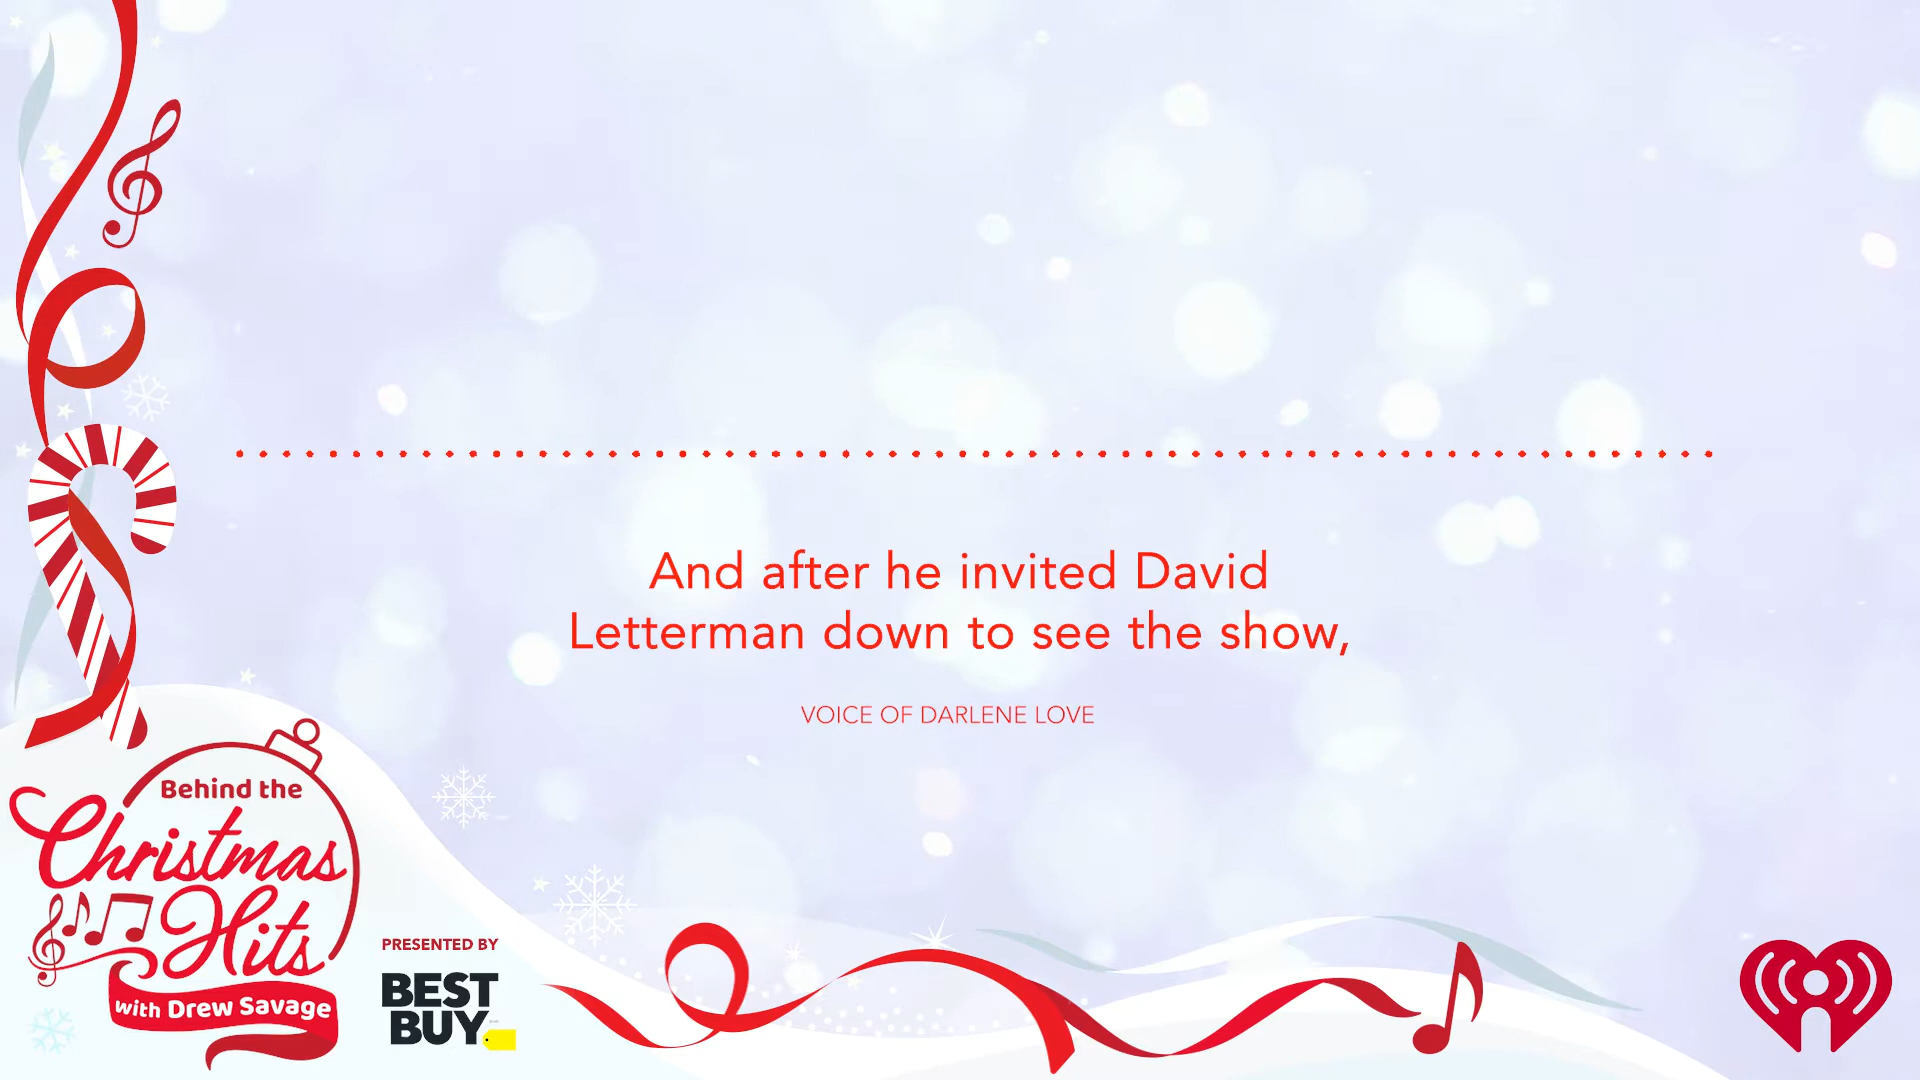 And after he invited David
Letterman down to see the show,
VOICE OF DARLENE LOVE
Behind the
Christmas
Hits
with Drew Savage
PRESENTED BY
BEST
BUY